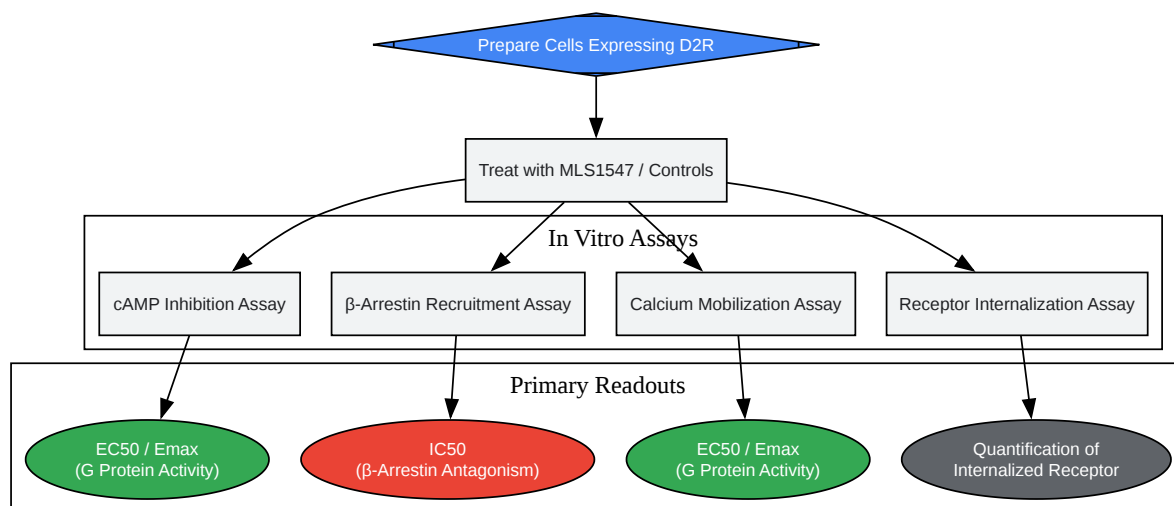 Prepare Cells Expressing D2R
Treat with MLS1547 / Controls
In Vitro Assays
cAMP Inhibition Assay
β-Arrestin Recruitment Assay
Calcium Mobilization Assay
Receptor Internalization Assay
Primary Readouts
EC50 / Emax
(G Protein Activity)
IC50
(β-Arrestin Antagonism)
EC50 / Emax
(G Protein Activity)
Quantification of
Internalized Receptor